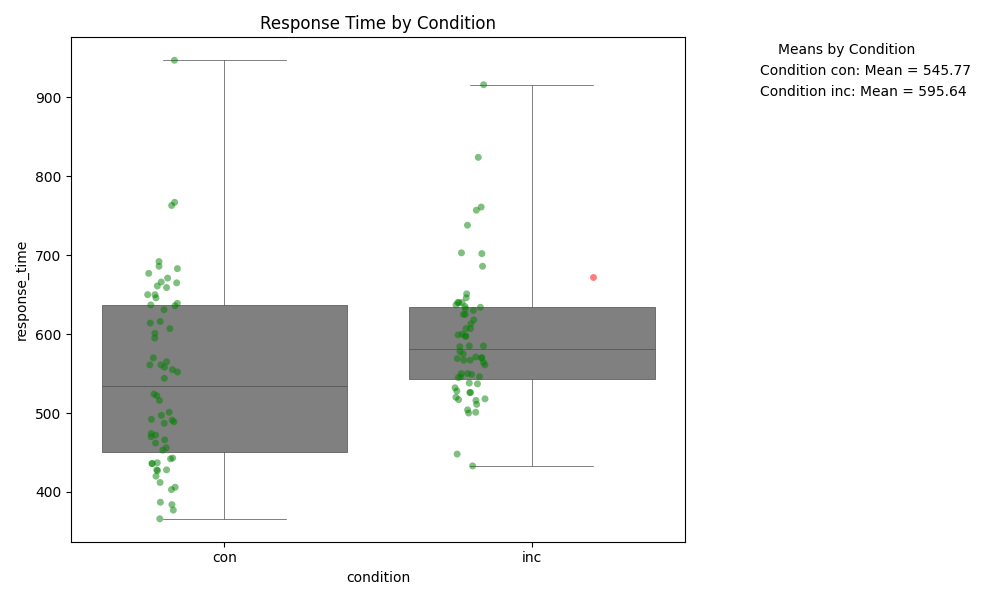 Response Time by Condition
Means by Condition
Condition con: Mean = 545.77
Condition inc: Mean = 595.64
900
800
700
600
500
400
response_time
con
inc
condition